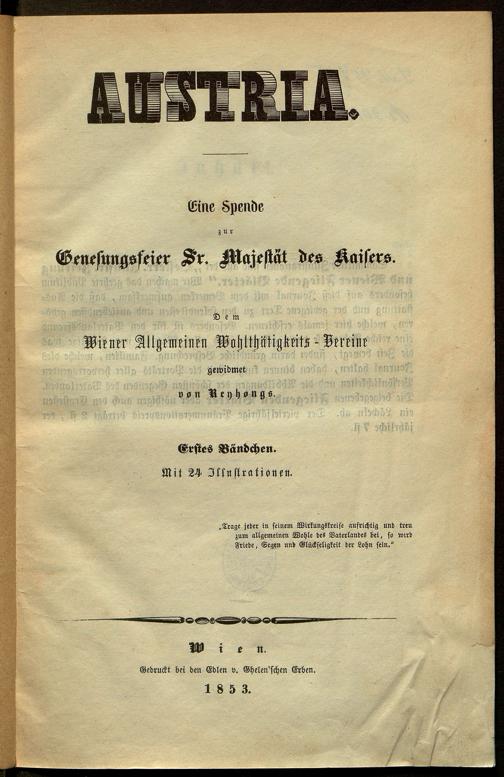 AUSTRIA.
Eine Spende
zur
Genesungsfeier Sr. Majestät des Kaisers.
Dem
Wiener Allgemeinen Wohlthätigkeits-Vereine
gewidmet
von Reyhongs.
Erstes Bändchen.
Mit 24 Illustrationen.
„Trage jeder in seinem Wirkungskreise aufrichtig und treu
zum allgemeinen Wohle des Vaterlandes bei, so wird
Friede, Segen und Glückseligkeit der Lohn sein.“
Wien.
Gedruckt bei den Edlen v. Ghelen'schen Erben.
1853.